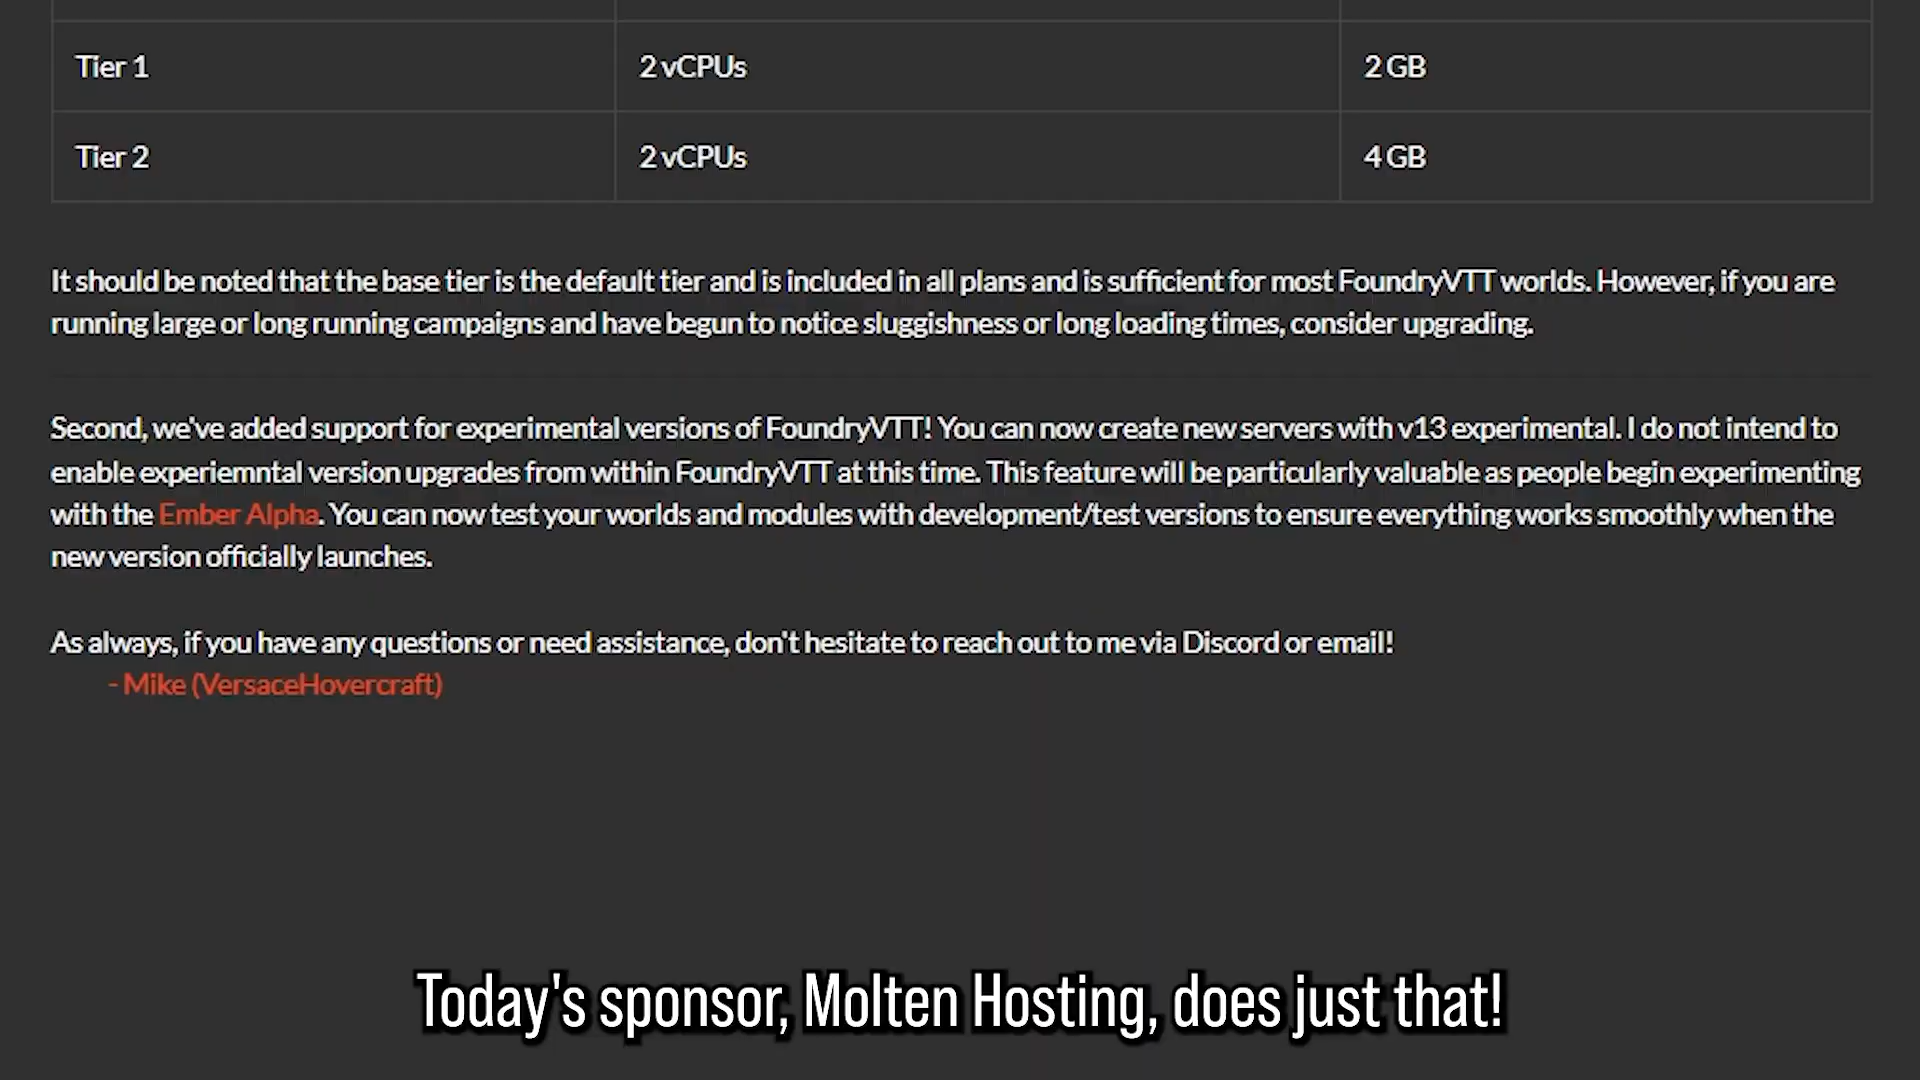 Tier 1 2 vCPUs 2 GB
Tier 2 2 vCPUs 4 GB
It should be noted that the base tier is the default tier and is included in all plans and is sufficient for most FoundryVTT worlds. However, if you are
running large or long running campaigns and have begun to notice sluggishness or long loading times, consider upgrading.
Second, we've added support for experimental versions of FoundryVTT! You can now create new servers with v13 experimental. I do not intend to
enable experiemntal version upgrades from within FoundryVTT at this time. This feature will be particularly valuable as people begin experimenting
with the Ember Alpha. You can now test your worlds and modules with development/test versions to ensure everything works smoothly when the
new version officially launches.
As always, if you have any questions or need assistance, don't hesitate to reach out to me via Discord or email!
- Mike (VersaceHovercraft)
Today's sponsor, Molten Hosting, does just that!